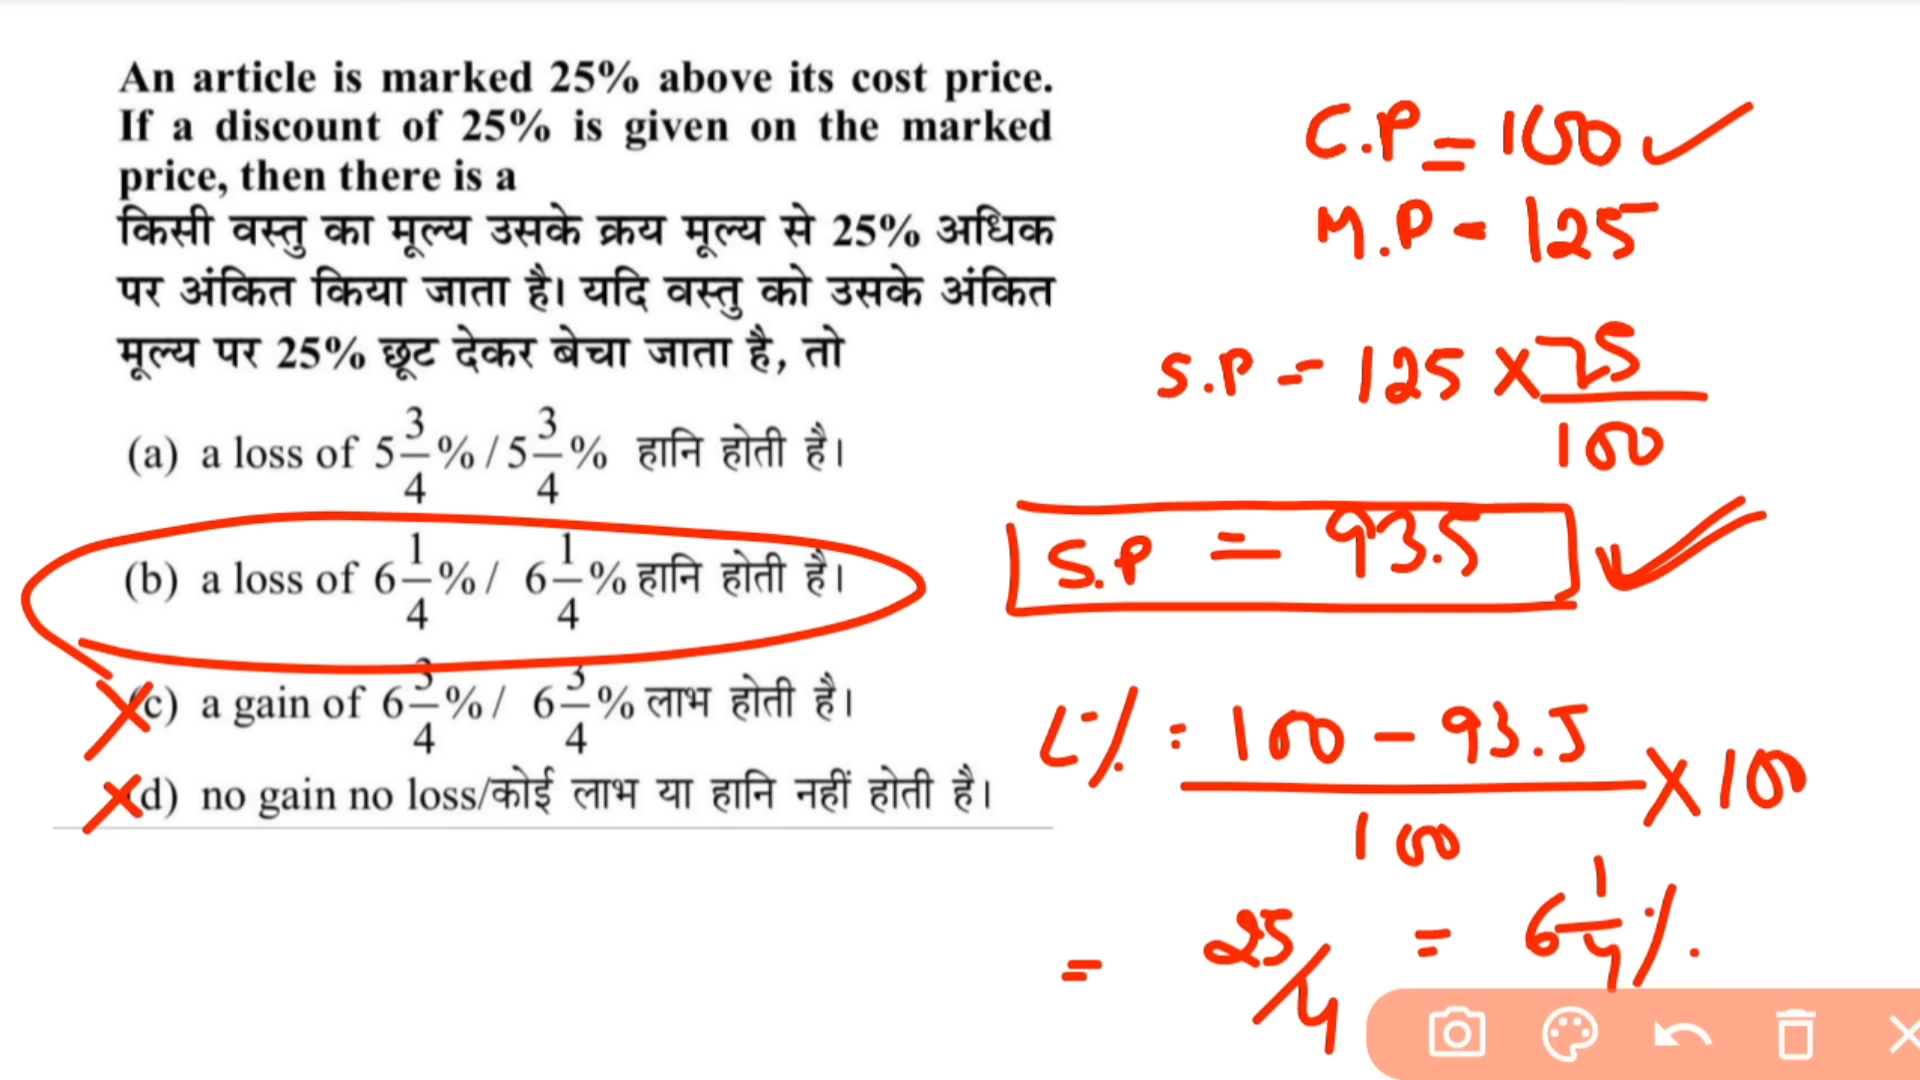 An article is marked 25% above its cost price.
If a discount of 25% is given on the marked
price, then there is a
किसी वस्तु का मूल्य उसके क्रय मूल्य से 25% अधिक
पर अंकित किया जाता है। यदि वस्तु को उसके अंकित
मूल्य पर 25% छूट देकर बेचा जाता है, तो
(a) a loss of 5 3/4 % / 5 3/4 % हानि होती है।
(b) a loss of 6 1/4 % / 6 1/4 % हानि होती है।
(c) a gain of 6 3/4 % / 6 3/4 % लाभ होती है।
(d) no gain no loss/कोई लाभ या हानि नहीं होती है।
C.P = 100
M.P = 125
S.P = 125 × 75/100
S.P = 93.5
L% = (100 - 93.5)/100 × 100
= 25/4 = 6 1/4 %.